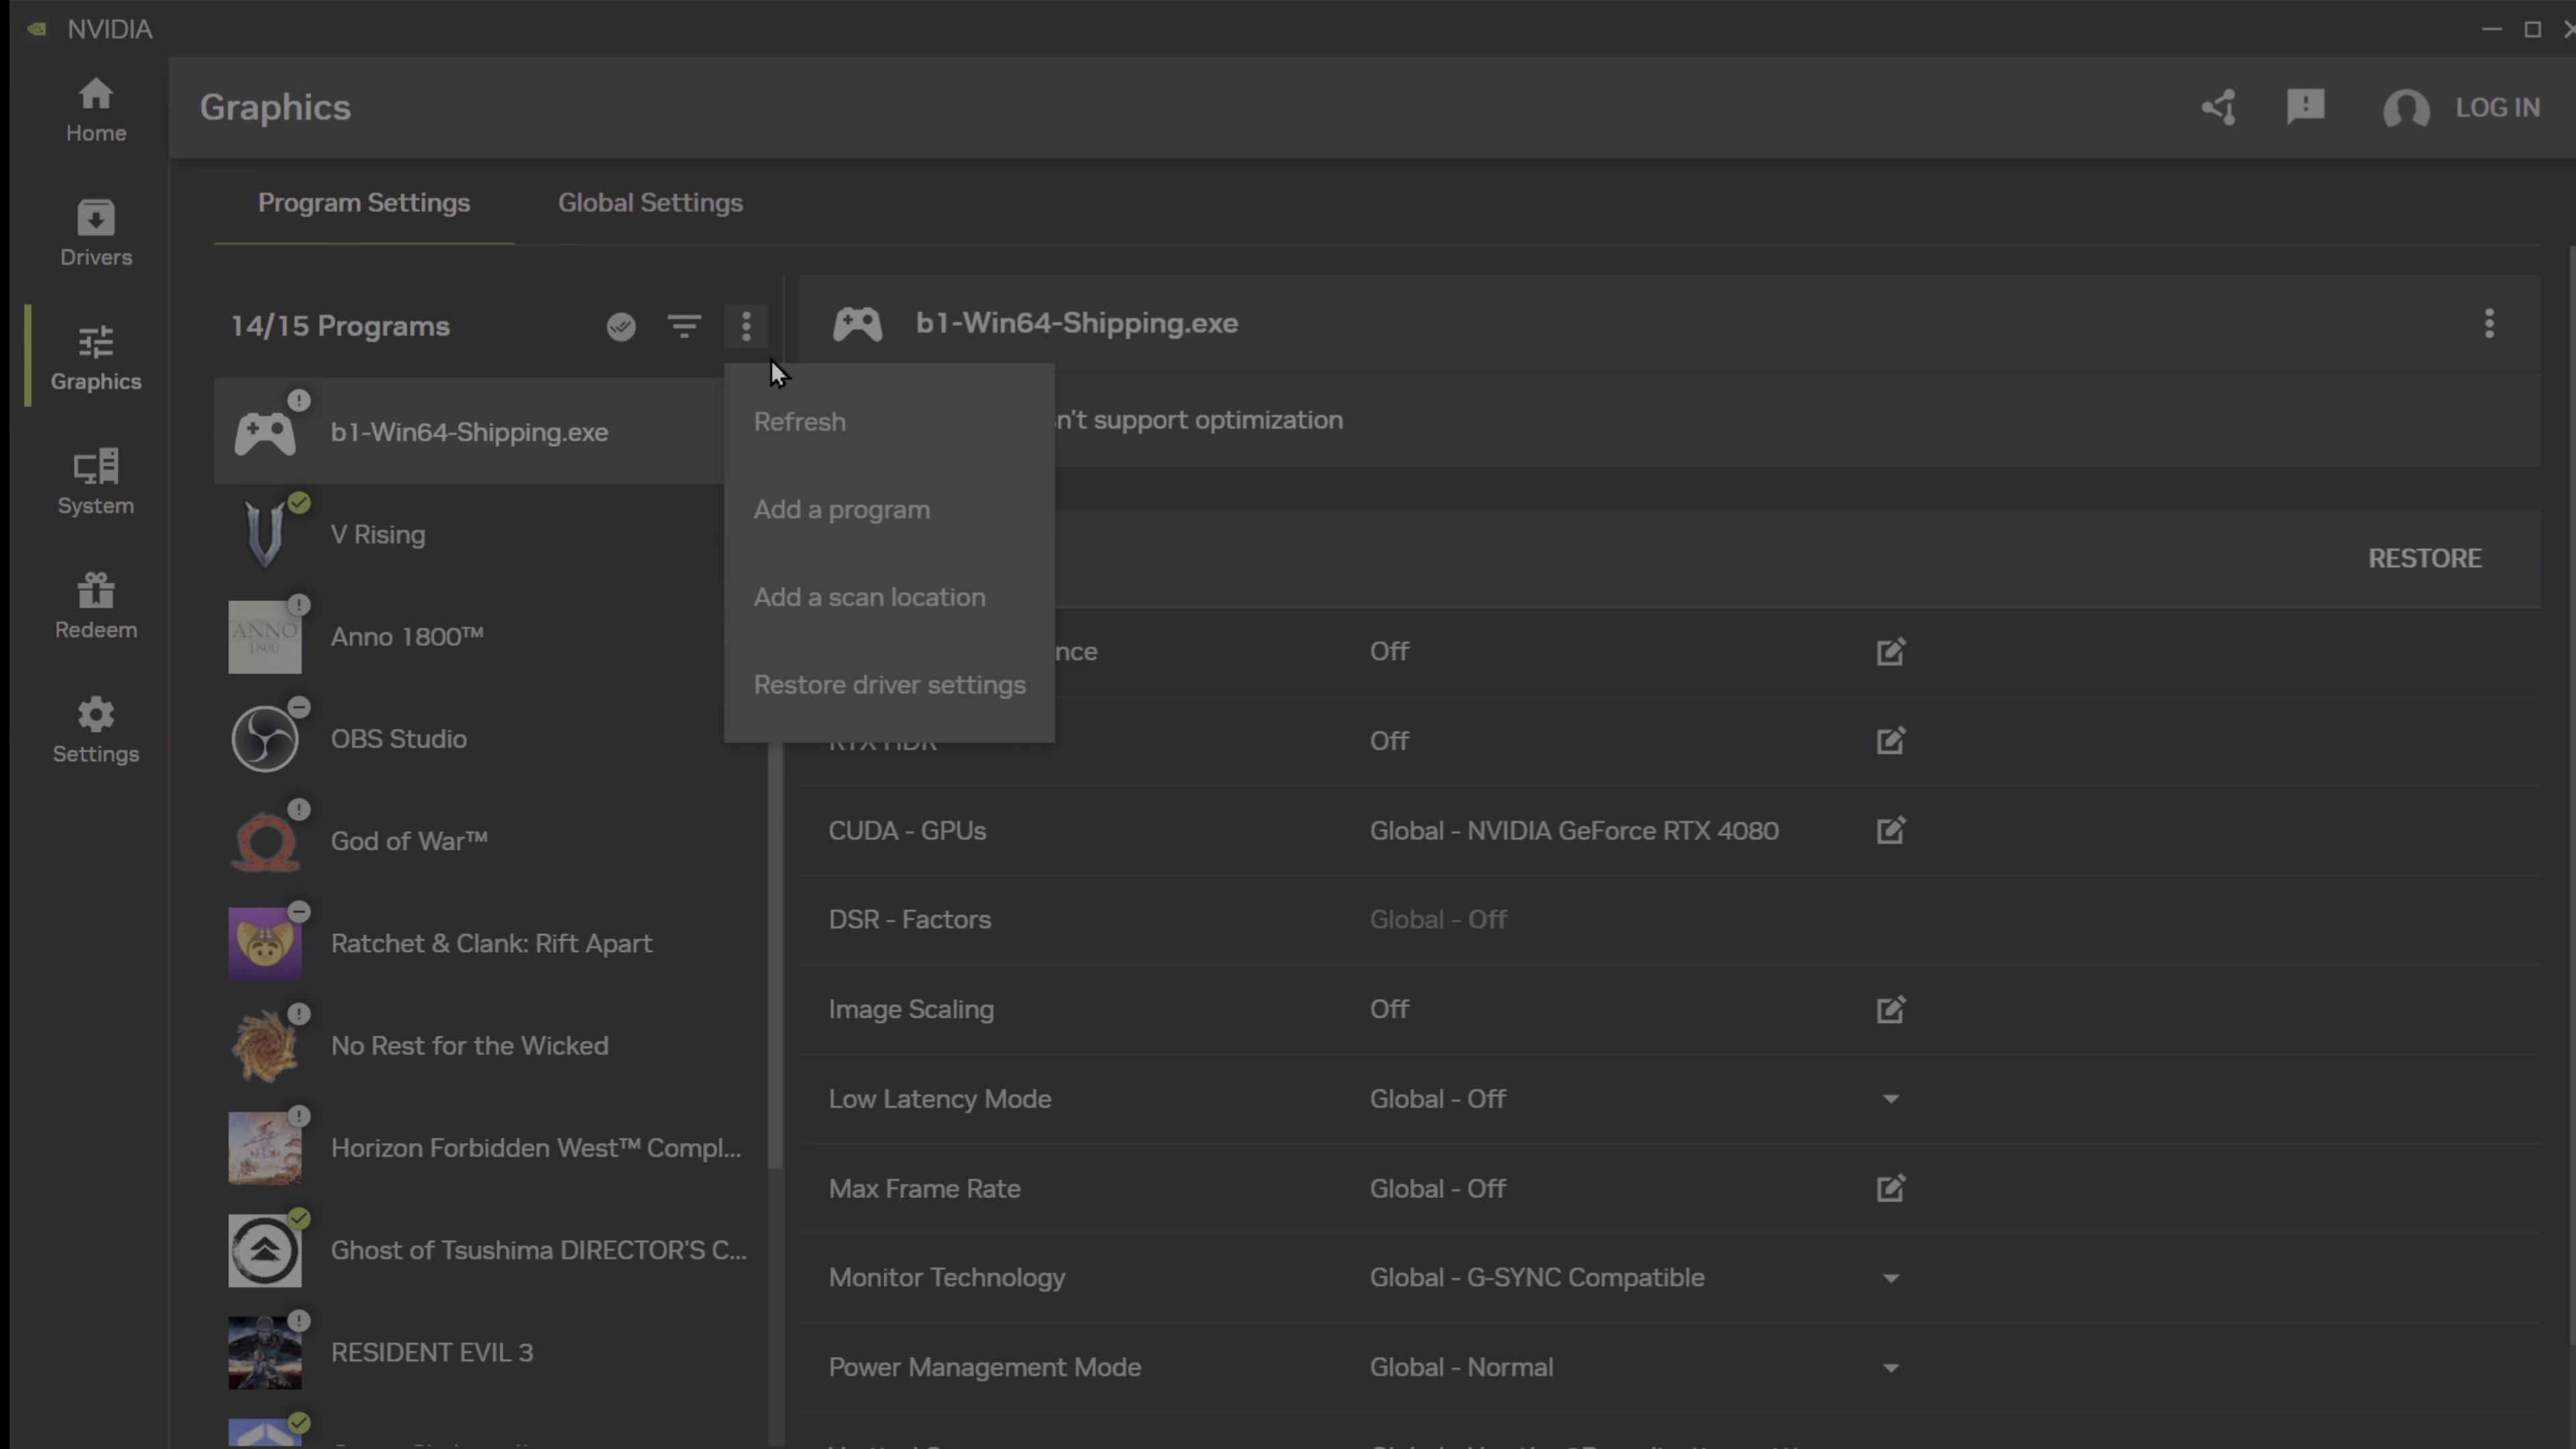 NVIDIA
Home
Drivers
Graphics
System
Redeem
Settings
Graphics
LOG IN
Program Settings
Global Settings
14/15 Programs
b1-Win64-Shipping.exe
V Rising
ANNO
1800
Anno 1800™
OBS Studio
God of War™
Ratchet & Clank: Rift Apart
No Rest for the Wicked
Horizon Forbidden West™ Compl...
Ghost of Tsushima DIRECTOR'S C...
RESIDENT EVIL 3
Refresh
Add a program
Add a scan location
Restore driver settings
b1-Win64-Shipping.exe
n't support optimization
RESTORE
nce Off
RTX HDR Off
CUDA - GPUs Global - NVIDIA GeForce RTX 4080
DSR - Factors Global - Off
Image Scaling Off
Low Latency Mode Global - Off
Max Frame Rate Global - Off
Monitor Technology Global - G-SYNC Compatible
Power Management Mode Global - Normal